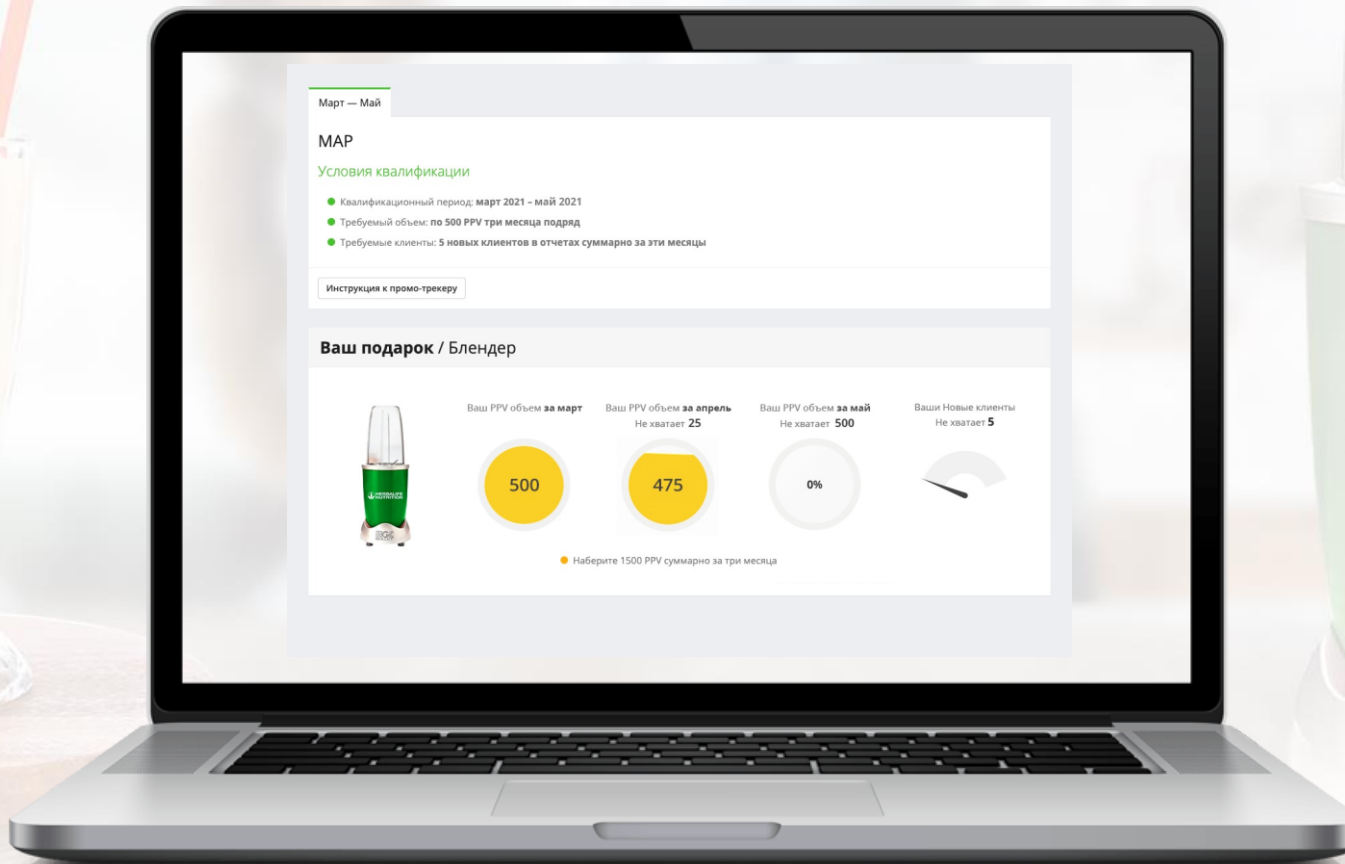 Март — Май
MAP
Условия квалификации
Квалификационный период: март 2021 – май 2021
Требуемый объем: по 500 PPV три месяца подряд
Требуемые клиенты: 5 новых клиентов в отчетах суммарно за эти месяцы
Инструкция к промо-трекеру
Ваш подарок / Блендер
Ваш PPV объем за март
Ваш PPV объем за апрель
Не хватает 25
Ваш PPV объем за май
Не хватает 500
Ваши Новые клиенты
Не хватает 5
500
475
0%
HERBALIFE
NUTRITION
Наберите 1500 PPV суммарно за три месяца